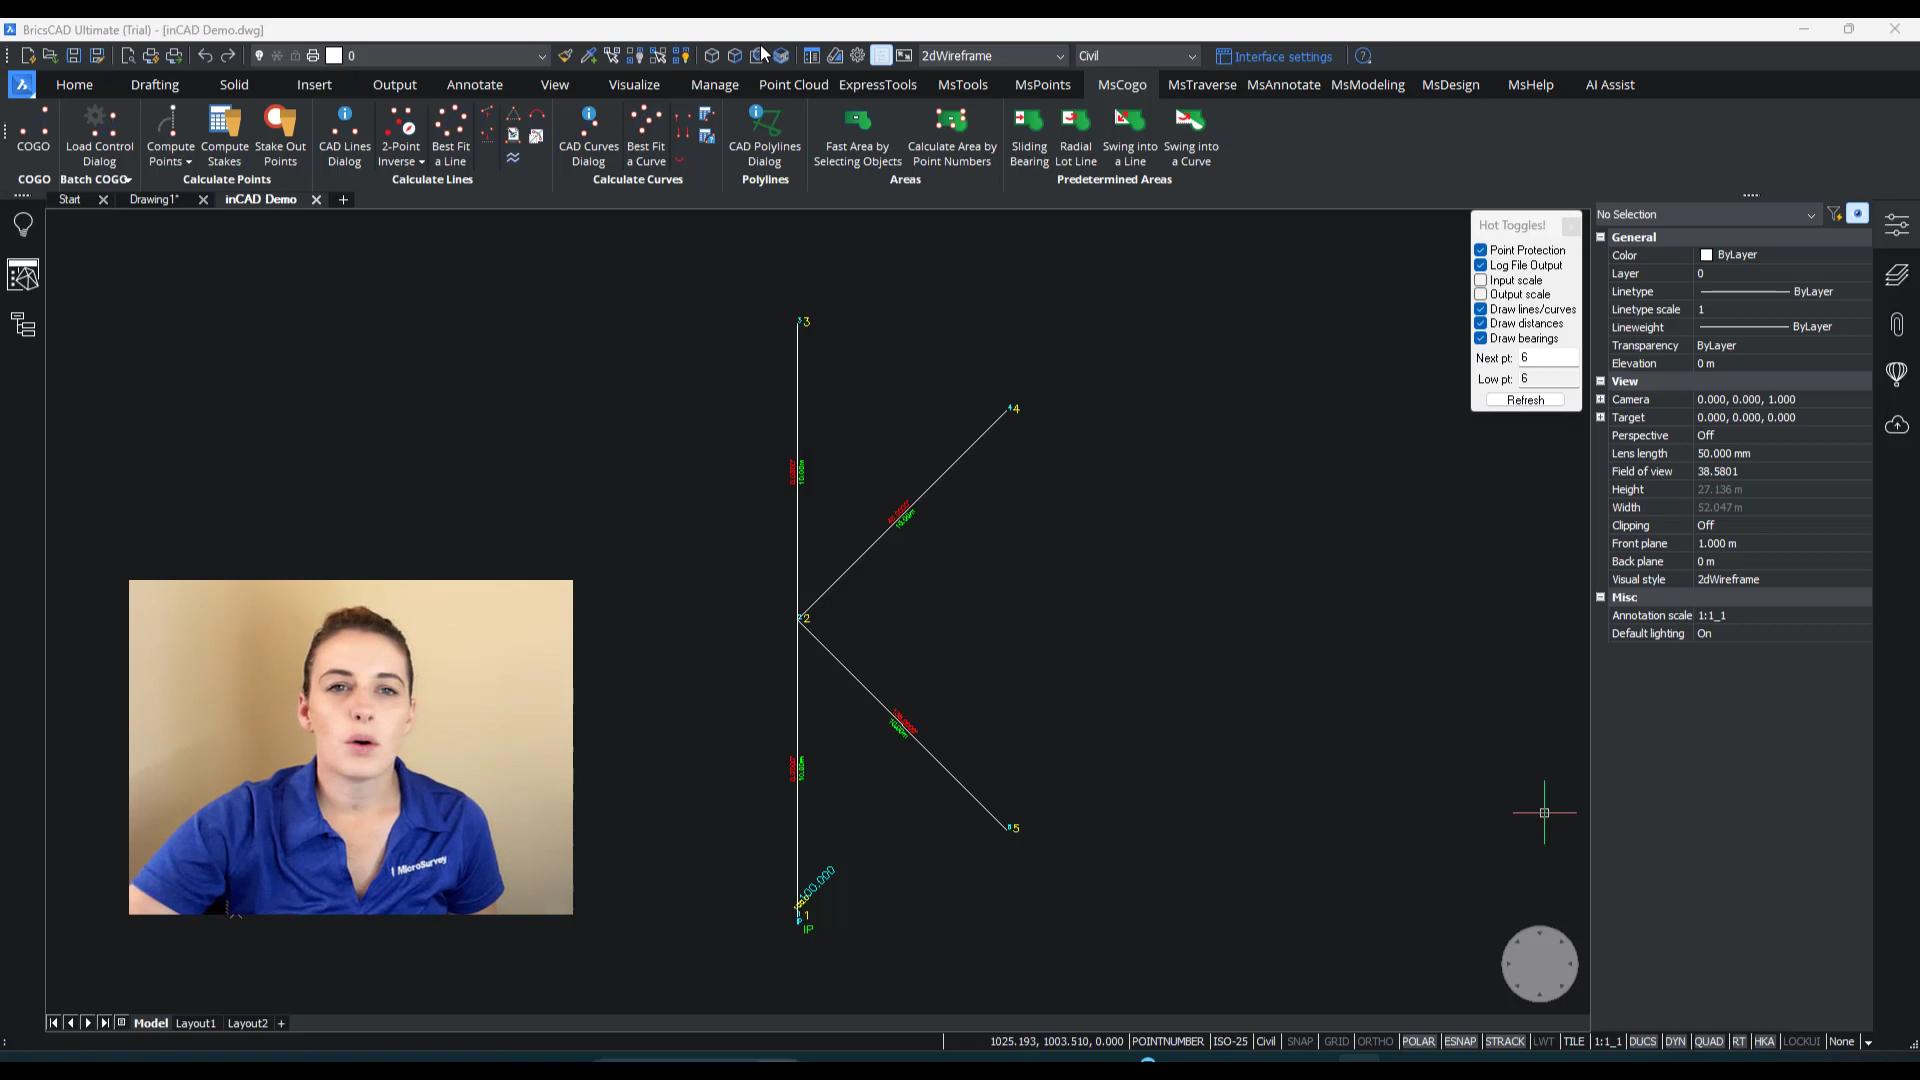 BricsCAD Ultimate (Trial) - [inCAD Demo.dwg]
0
2dWireframe
Civil
Interface settings
Home Drafting Solid Insert Output Annotate View Visualize Manage Point Cloud ExpressTools MsTools MsPoints MsCogo MsTraverse MsAnnotate MsModeling MsDesign MsHelp AI Assist
COGO
Load Control
Dialog
Compute
Points
Compute
Stakes
Stake Out
Points
CAD Lines
Dialog
2-Point
Inverse
Best Fit
a Line
CAD Curves
Dialog
Best Fit
a Curve
CAD Polylines
Dialog
Fast Area by
Selecting Objects
Calculate Area by
Point Numbers
Sliding
Bearing
Radial
Lot Line
Swing into
a Line
Swing into
a Curve
COGO Batch COGO Calculate Points Calculate Lines Calculate Curves Polylines Areas Predetermined Areas
Start Drawing1* inCAD Demo
Hot Toggles!
Point Protection
Log File Output
Input scale
Output scale
Draw lines/curves
Draw distances
Draw bearings
Next pt: 6
Low pt: 6
Refresh
No Selection
General
Color ByLayer
Layer 0
Linetype ByLayer
Linetype scale 1
Lineweight ByLayer
Transparency ByLayer
Elevation 0 m
View
Camera 0.000, 0.000, 1.000
Target 0.000, 0.000, 0.000
Perspective Off
Lens length 50.000 mm
Field of view 38.5801
Height 27.136 m
Width 52.047 m
Clipping Off
Front plane 1.000 m
Back plane 0 m
Visual style 2dWireframe
Misc
Annotation scale 1:1_1
Default lighting On
3
4
10.00m
2
5
10.00m
100.000
1
IP
MicroSurvey
Model Layout1 Layout2 +
1025.193, 1003.510, 0.000 POINTNUMBER ISO-25 Civil SNAP GRID ORTHO POLAR ESNAP STRACK LWT TILE 1:1_1 DUCS DYN QUAD RT HKA LOCKUI None